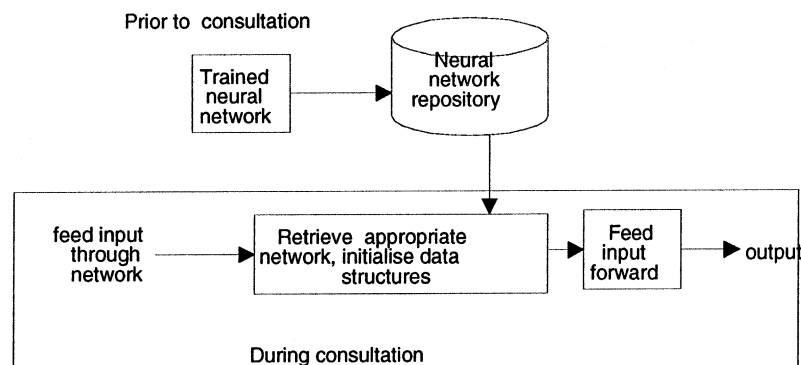 Prior to consultation
Trained
neural
network
Neural
network
repository
feed input
through
network
Retrieve appropriate
network, initialise data
structures
Feed
input
forward
output
During consultation